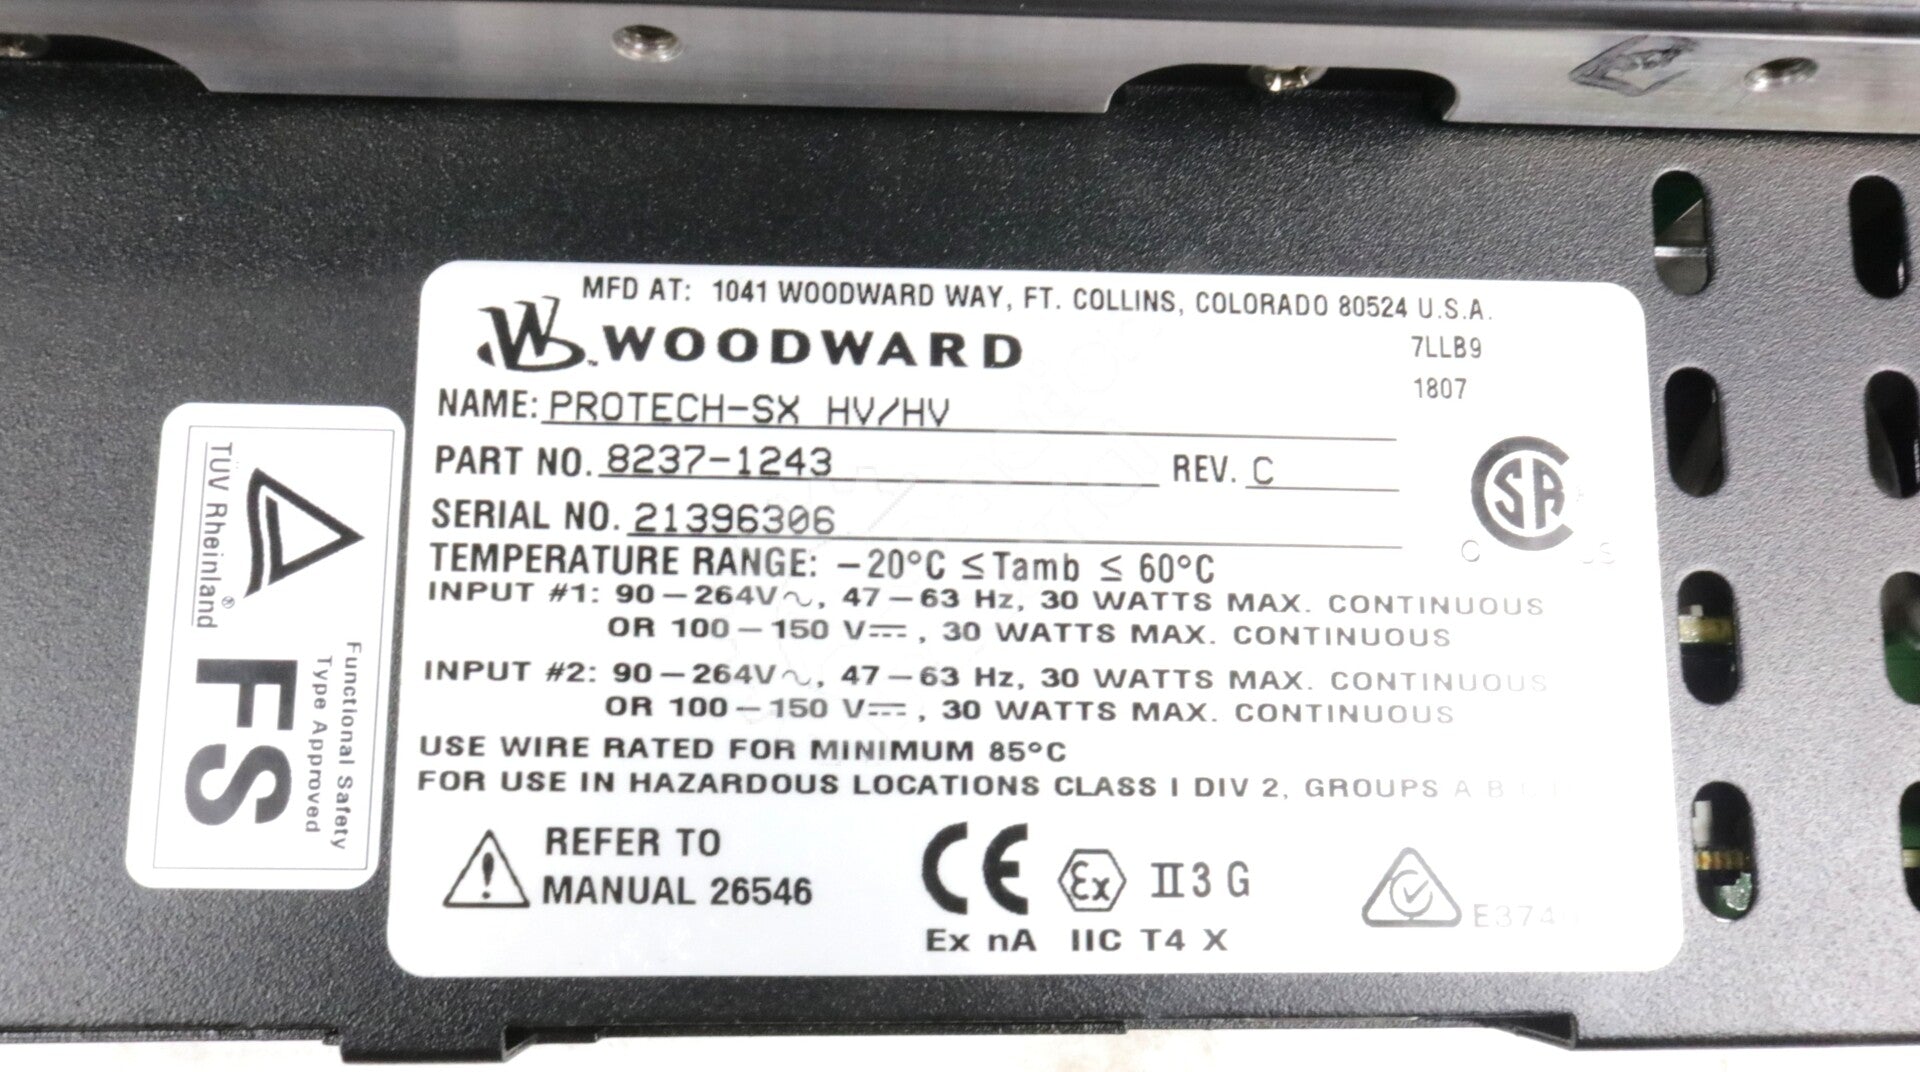 MFD AT: 1041 WOODWARD WAY, FT. COLLINS, COLORADO 80524 U.S.A.
WOODWARD
7LLB9
1807
NAME: PROTECH-SX HV/HV
PART NO. 8237-1243 REV. C
SERIAL NO. 21396306
TEMPERATURE RANGE: –20°C ≤Tamb ≤ 60°C
INPUT #1: 90–264V∿, 47–63 Hz, 30 WATTS MAX. CONTINUOUS
OR 100–150 V⎓, 30 WATTS MAX. CONTINUOUS
INPUT #2: 90–264V∿, 47–63 Hz, 30 WATTS MAX. CONTINUOUS
OR 100–150 V⎓, 30 WATTS MAX. CONTINUOUS
USE WIRE RATED FOR MINIMUM 85°C
FOR USE IN HAZARDOUS LOCATIONS CLASS I DIV 2, GROUPS A B
REFER TO
MANUAL 26546
CE Ex II 3 G
Ex nA IIC T4 X
C SA US
TÜV Rheinland®
FS
Functional Safety
Type Approved